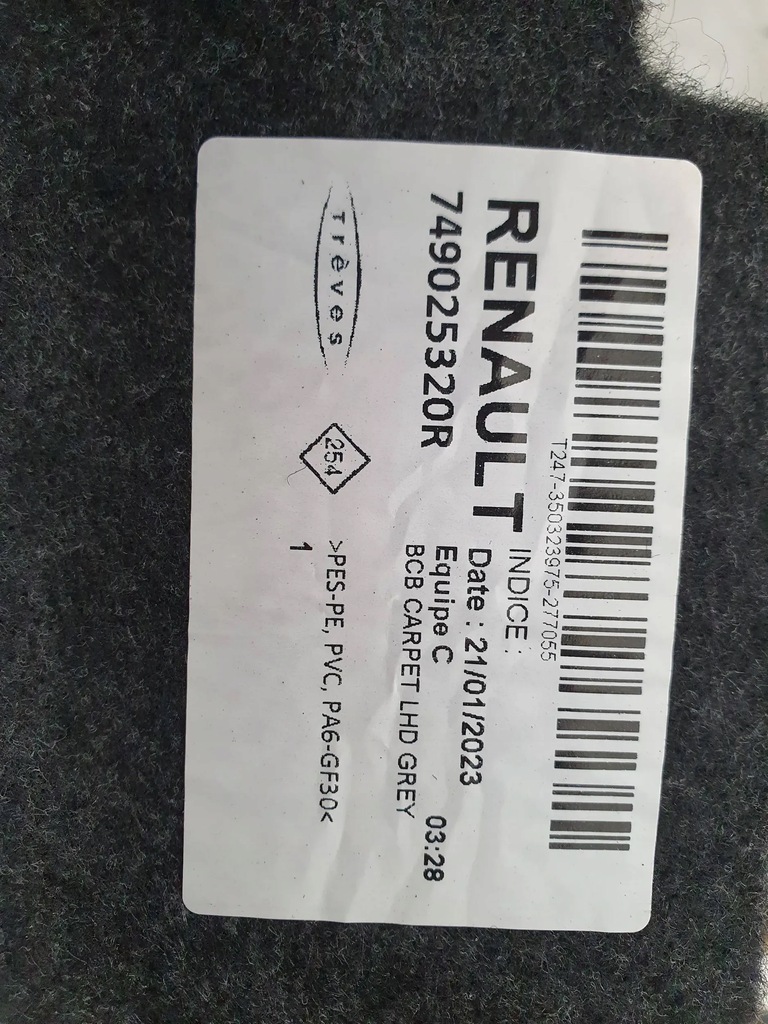 T247-350323975-277055
RENAULT INDICE :
Date : 21/01/2023
749025320R Equipe C 03:28
BCB CARPET LHD GREY
Trèves 254 >PES-PE, PVC, PA6-GF30<
1